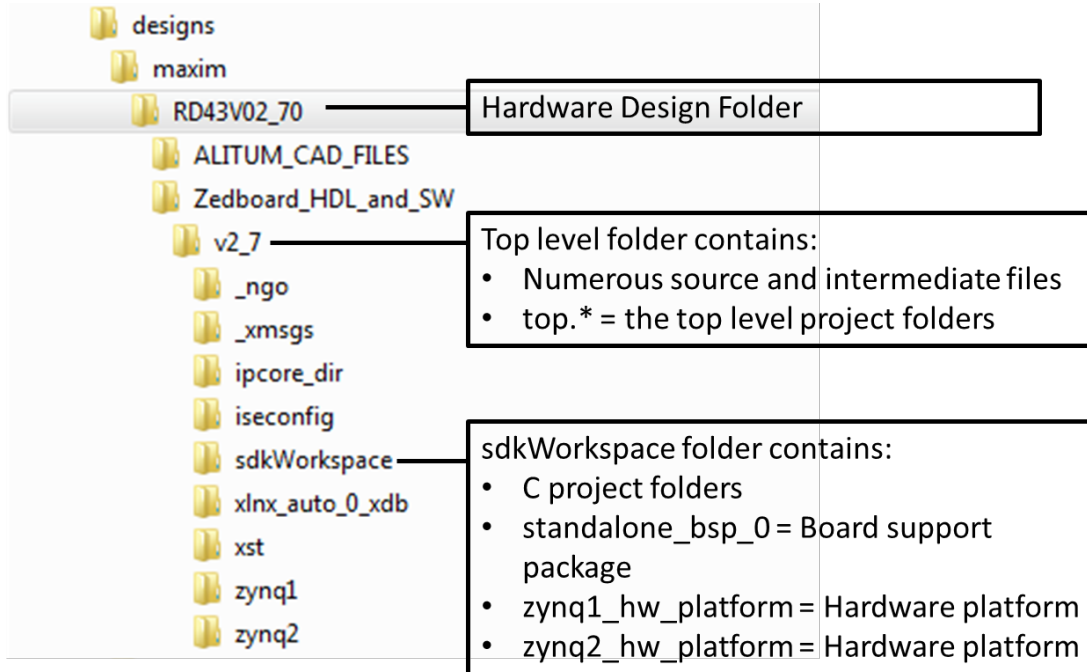 designs
maxim
RD43V02_70
Hardware Design Folder
ALITUM_CAD_FILES
Zedboard_HDL_and_SW
v2_7
Top level folder contains:
• Numerous source and intermediate files
• top.* = the top level project folders
_ngo
_xmsgs
ipcore_dir
iseconfig
sdkWorkspace
xlnx_auto_0_xdb
xst
zynq1
zynq2
sdkWorkspace folder contains:
• C project folders
• standalone_bsp_0 = Board support
package
• zynq1_hw_platform = Hardware platform
• zynq2_hw_platform = Hardware platform